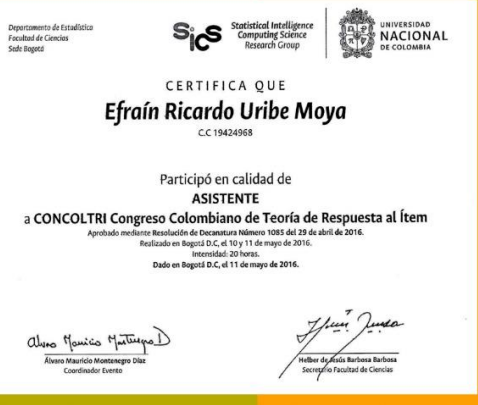 Departamento de Estadística
Facultad de Ciencias
Sede Bogotá
SICS
Statistical Intelligence
Computing Science
Research Group
UNIVERSIDAD
NACIONAL
DE COLOMBIA
CERTIFICA QUE
Efraín Ricardo Uribe Moya
C.C 19424968
Participó en calidad de
ASISTENTE
a CONCOLTRI Congreso Colombiano de Teoría de Respuesta al Ítem
Aprobado mediante Resolución de Decanatura Número 1085 del 29 de abril de 2016.
Realizado en Bogotá D.C, el 10 y 11 de mayo de 2016.
Intensidad: 20 horas.
Dado en Bogotá D.C, el 11 de mayo de 2016.
Alvaro Mauricio Montenegro D
Álvaro Mauricio Montenegro Díaz
Coordinador Evento
Helber de Jesús Barbosa Barbosa
Secretario Facultad de Ciencias